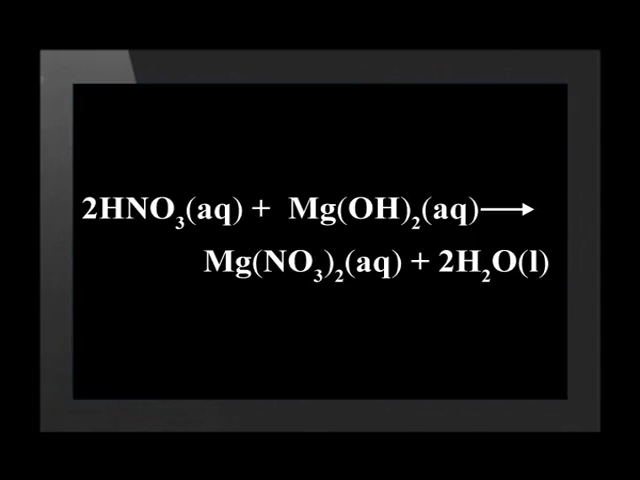 2HNO₃(aq) + Mg(OH)₂(aq)⟶
Mg(NO₃)₂(aq) + 2H₂O(l)